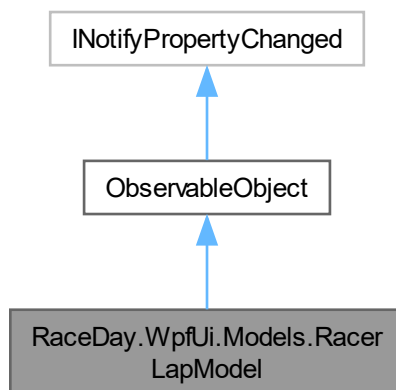 INotifyPropertyChanged
ObservableObject
RaceDay.WpfUi.Models.Racer
LapModel